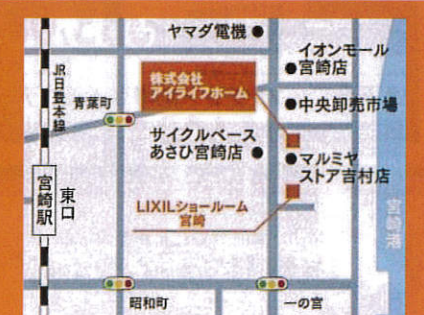 ヤマダ電機
イオンモール
宮崎店
JR日豊本線
青葉町
株式会社
アイライフホーム
中央卸売市場
サイクルベース
あさひ宮崎店
マルミヤ
ストア吉村店
宮崎駅
東口
LIXILショールーム
宮崎
宮崎港
昭和町
一の宮